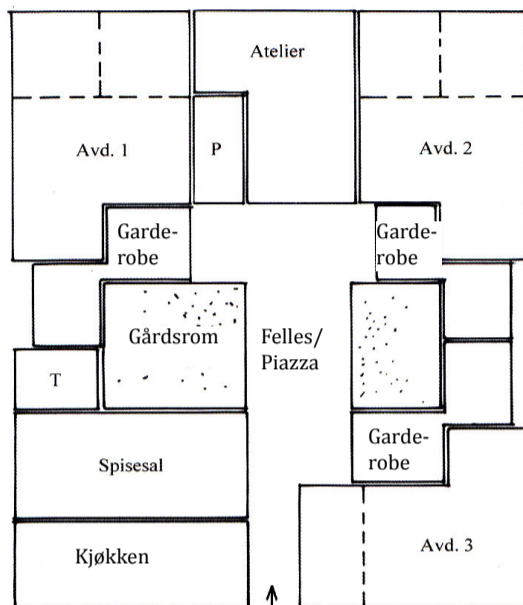 Atelier
Avd. 1
P
Avd. 2
Garde-
robe
Garde-
robe
Gårdsrom
Felles/
Piazza
T
Garde-
robe
Spisesal
Avd. 3
Kjøkken